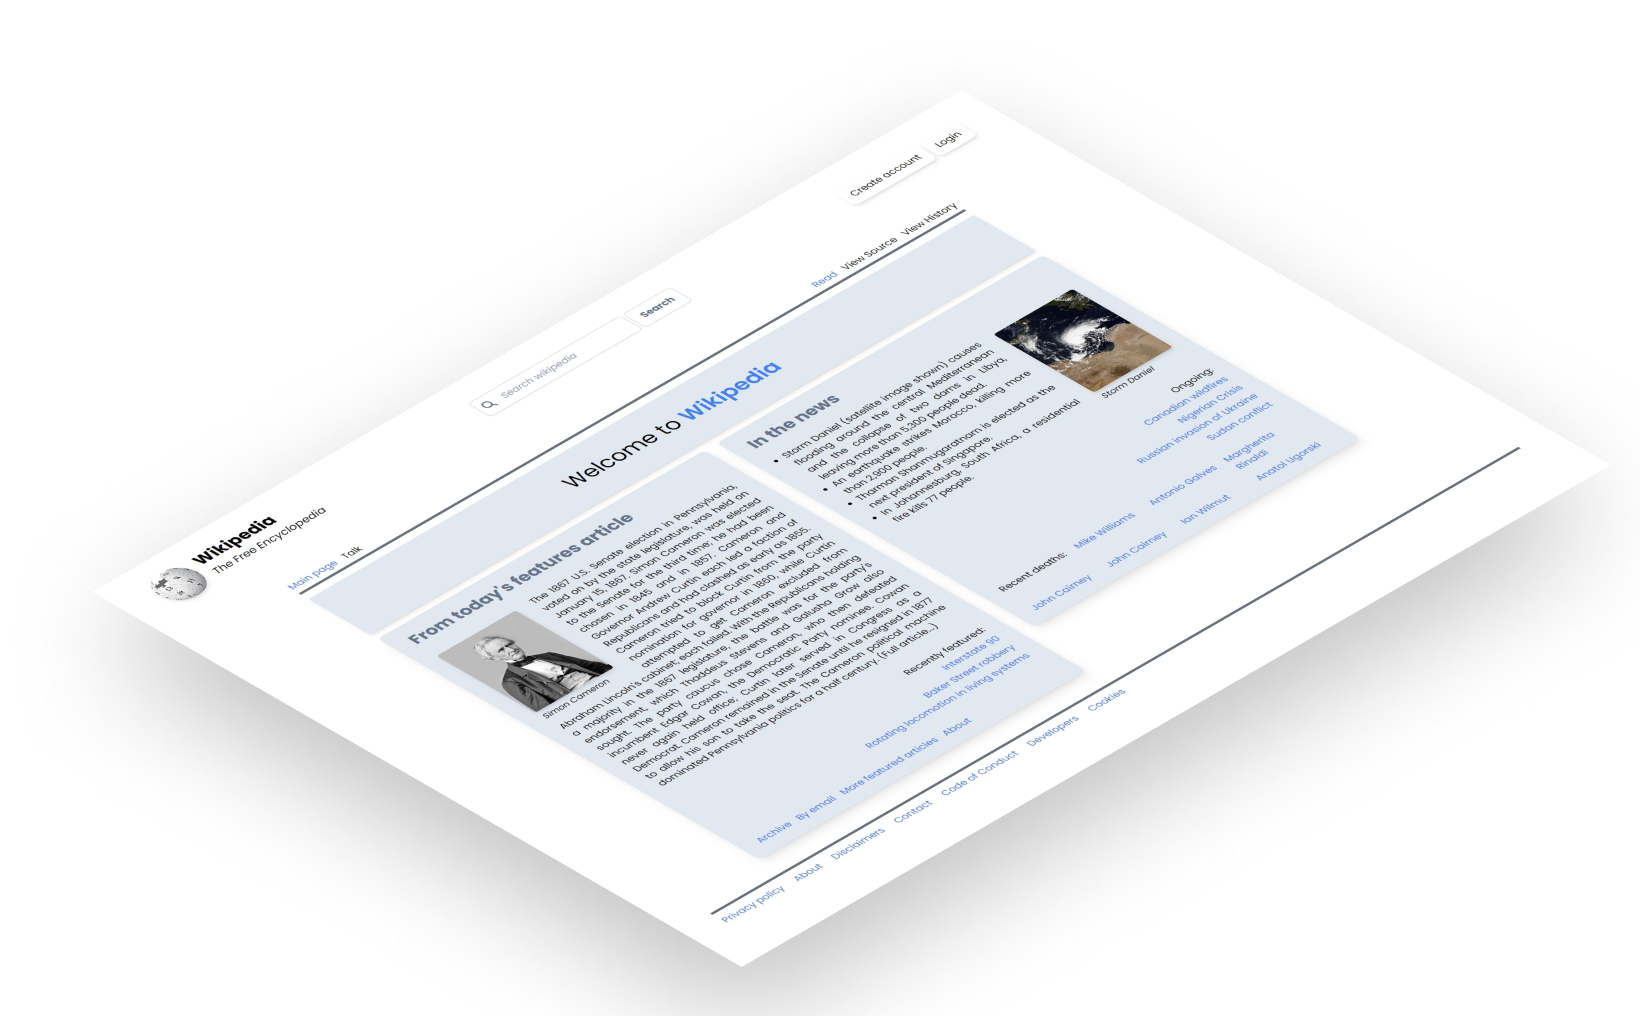 Create account
Login
Wikipedia
The Free Encyclopedia
Search wikipedia
Search
Main page
Talk
Read
View Source
View History
Welcome to Wikipedia
From today's features article
The 1867 U.S. Senate election in Pennsylvania,
voted on by the state legislature, was held on
January 15, 1867. Simon Cameron was elected
to the Senate for the third time; he had been
chosen in 1845 and in 1857. Cameron and
Governor Andrew Curtin each led a faction of
Republicans and had clashed as early as 1855.
Cameron tried to block Curtin from the party
nomination for governor in 1860, while Curtin
attempted to get Cameron excluded from
Abraham Lincoln's cabinet; each failed. With the Republicans holding
a majority in the 1867 legislature, the battle was for the party's
endorsement, which Thaddeus Stevens and Galusha Grow also
sought. The party caucus chose Cameron, who then defeated
incumbent Edgar Cowan, the Democratic Party nominee. Cowan
never again held office; Curtin later served in Congress as a
Democrat. Cameron remained in the Senate until he resigned in 1877
to allow his son to take the seat. The Cameron political machine
dominated Pennsylvania politics for a half century. (Full article...)
Simon Cameron
Recently featured:
interstate 90
Baker Street robbery
Rotating locomotion in living systems
Archive
By email
More featured articles
About
In the news
• Storm Daniel (satellite image shown) causes
flooding around the central Mediterranean
and the collapse of two dams in Libya,
leaving more than 5,300 people dead.
• An earthquake strikes Morocco, killing more
than 2,900 people.
• Tharman Shanmugaratnam is elected as the
next president of Singapore.
• In Johannesburg, South Africa, a residential
fire kills 77 people.
Storm Daniel
Ongoing:
Canadian wildfires
Nigerian Crisis
Russian invasion of Ukraine
Sudan conflict
Recent deaths:
Mike Williams
Antonio Galves
Margherita
Rinaldi
John Cairney
John Cairney
Ian Wilmut
Anatol Ugorski
Privacy policy
About
Disclaimers
Contact
Code of Conduct
Developers
Cookies